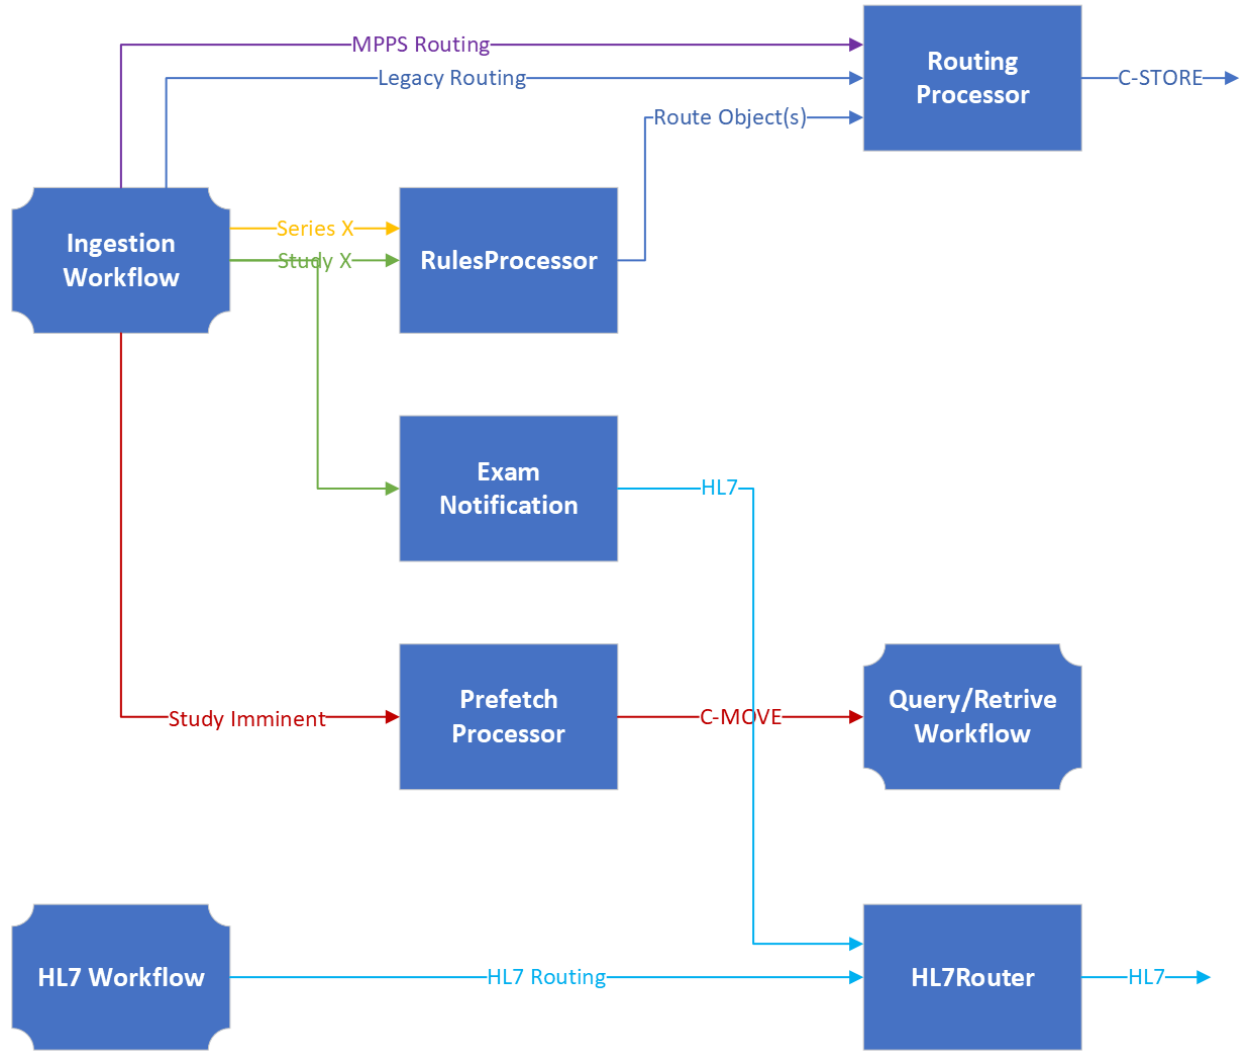 MPPS Routing
Legacy Routing
Routing
Processor
C-STORE
Route Object(s)
Ingestion
Workflow
Series X
Study X
RulesProcessor
Exam
Notification
HL7
Study Imminent
Prefetch
Processor
C-MOVE
Query/Retrive
Workflow
HL7 Workflow
HL7 Routing
HL7Router
HL7